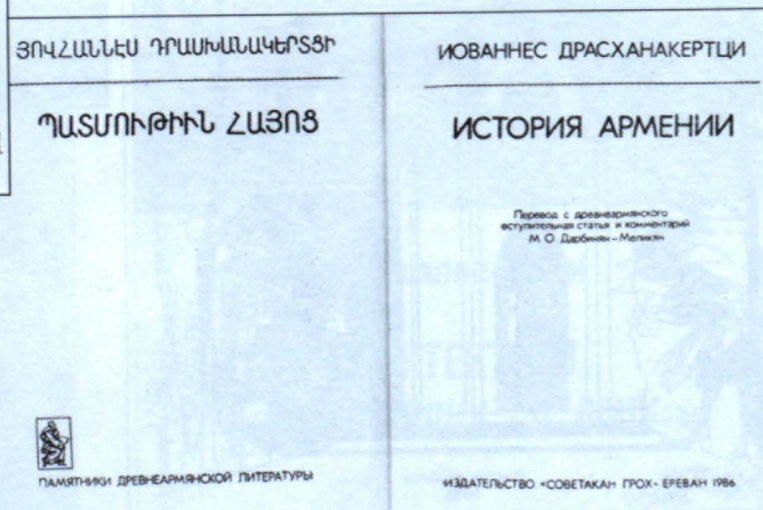 ՅՈՎՀԱՆՆԷՍ ԴՐԱՍԽԱՆԱԿԵՐՏՑԻ
ՊԱՏՄՈՒԹԻՒՆ ՀԱՅՈՑ
ПАМЯТНИКИ ДРЕВНЕАРМЯНСКОЙ ЛИТЕРАТУРЫ
ИОВАННЕС ДРАСХАНАКЕРТЦИ
ИСТОРИЯ АРМЕНИИ
Перевод с древнеармянского
вступительная статья и комментарий
М. О. Дарбинян-Меликян
ИЗДАТЕЛЬСТВО «СОВЕТАКАН ГРОХ» ЕРЕВАН 1986